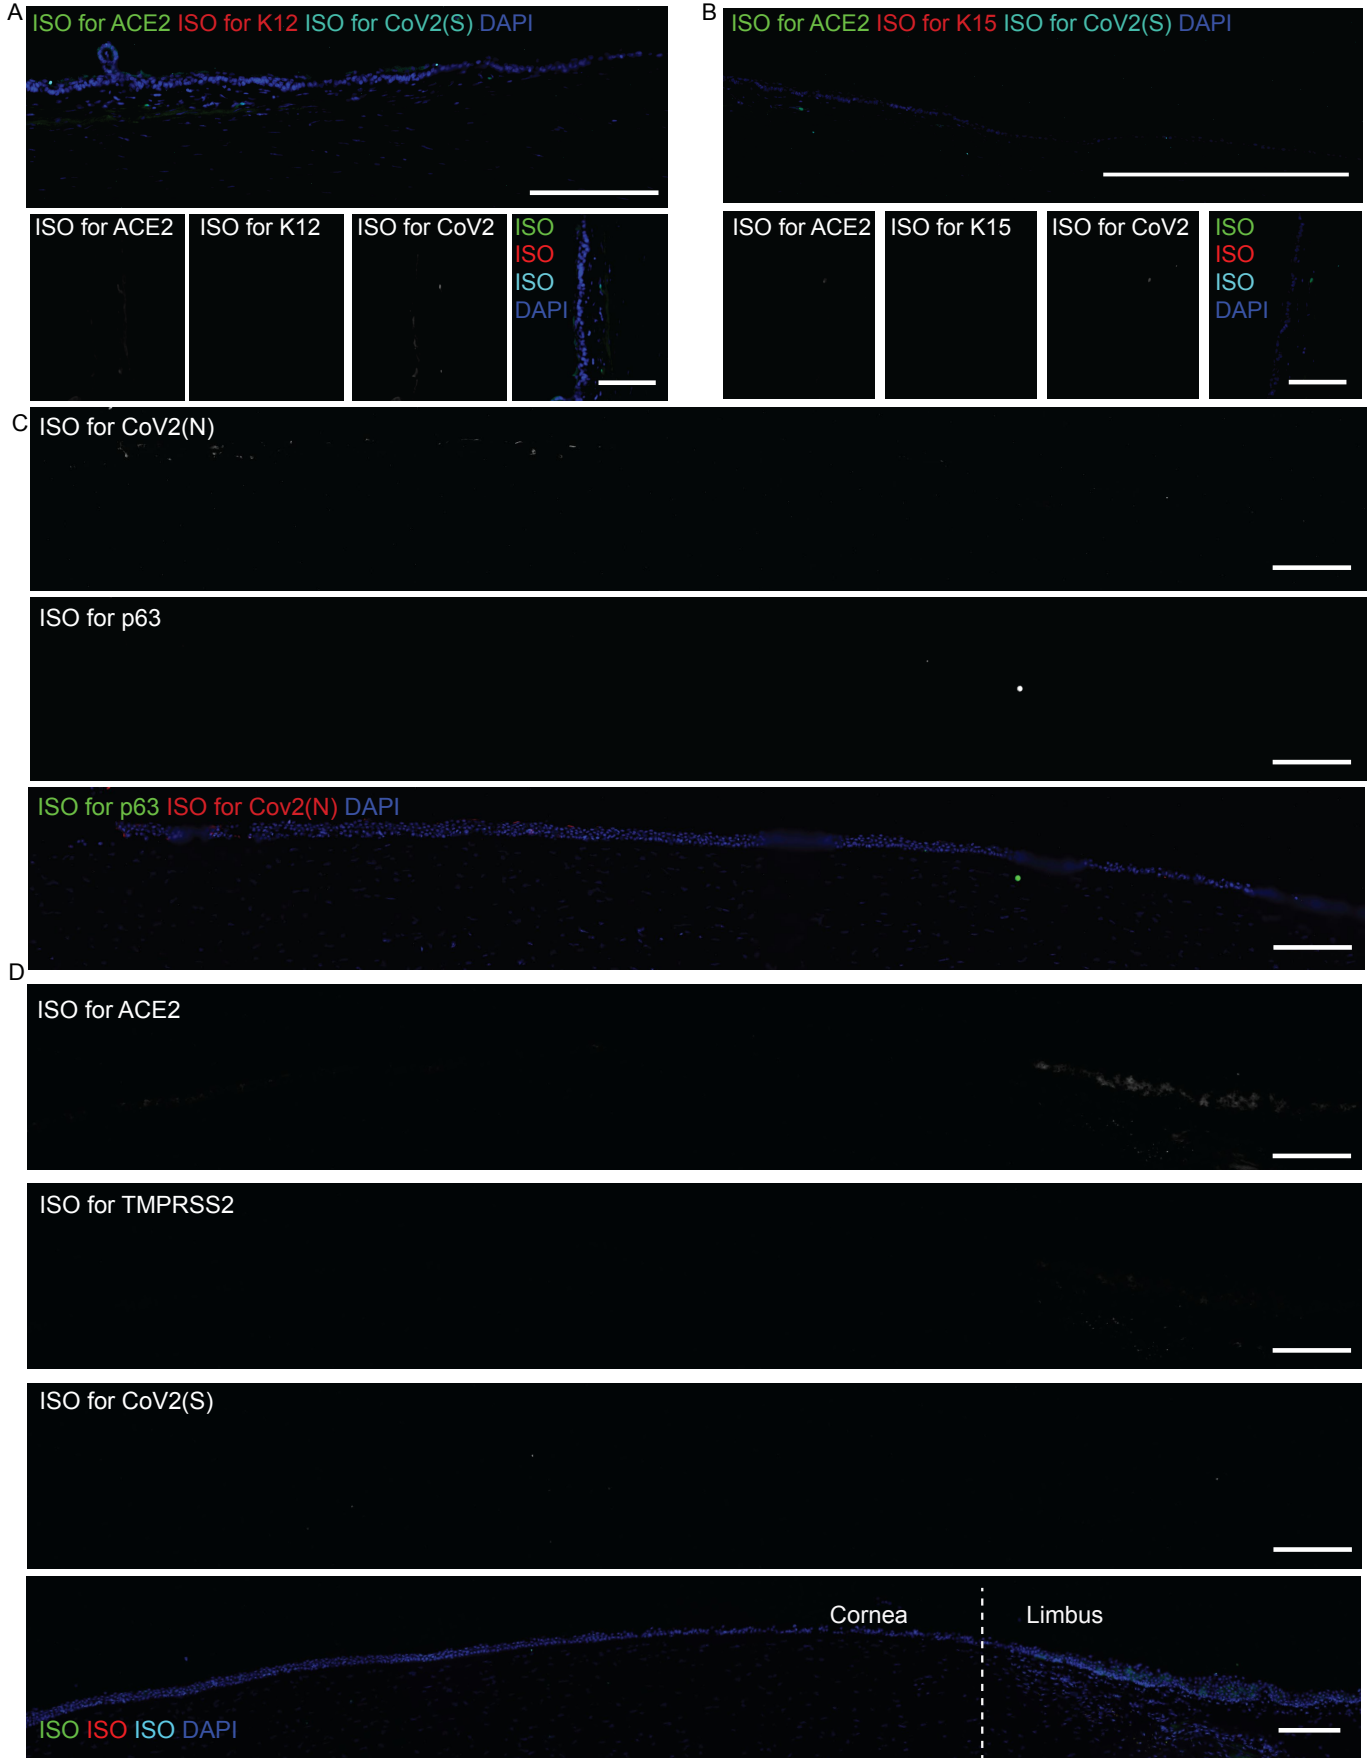 A
ISO for ACE2 ISO for K12 ISO for CoV2(S) DAPI
ISO for ACE2
ISO for K12
ISO for CoV2
ISO
ISO
ISO
DAPI
B
ISO for ACE2 ISO for K15 ISO for CoV2(S) DAPI
ISO for ACE2
ISO for K15
ISO for CoV2
ISO
ISO
ISO
DAPI
C
ISO for CoV2(N)
ISO for p63
ISO for p63 ISO for Cov2(N) DAPI
D
ISO for ACE2
ISO for TMPRSS2
ISO for CoV2(S)
Cornea
Limbus
ISO ISO ISO DAPI